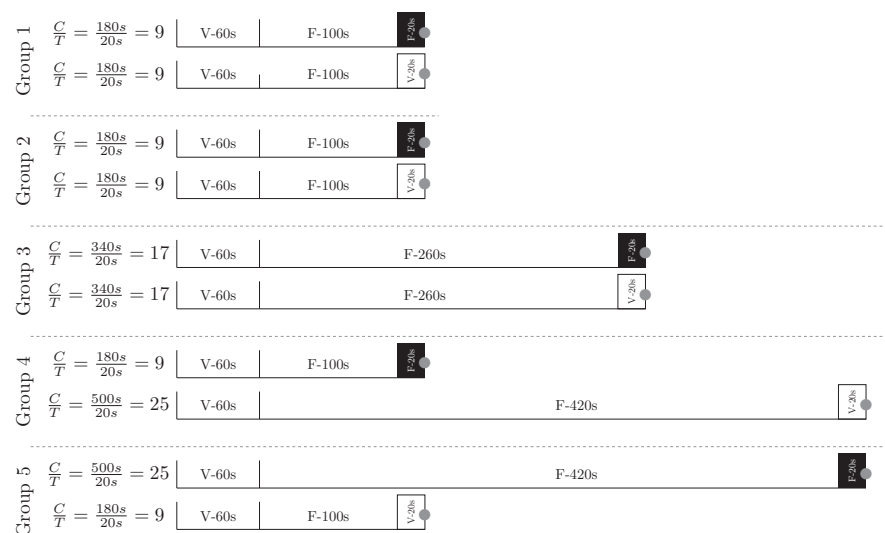 Group 1
C/T = 180s/20s = 9 V-60s F-100s F-20s
C/T = 180s/20s = 9 V-60s F-100s V-20s
Group 2
C/T = 180s/20s = 9 V-60s F-100s F-20s
C/T = 180s/20s = 9 V-60s F-100s V-20s
Group 3
C/T = 340s/20s = 17 V-60s F-260s F-20s
C/T = 340s/20s = 17 V-60s F-260s V-20s
Group 4
C/T = 180s/20s = 9 V-60s F-100s F-20s
C/T = 500s/20s = 25 V-60s F-420s V-20s
Group 5
C/T = 500s/20s = 25 V-60s F-420s F-20s
C/T = 180s/20s = 9 V-60s F-100s V-20s